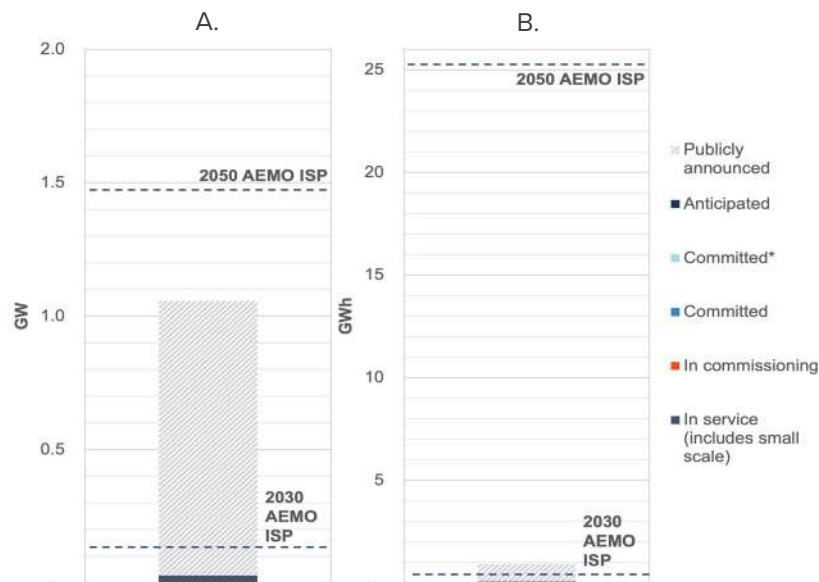 A.
B.
2.0
1.5
1.0
0.5
GW
2050 AEMO ISP
2030
AEMO
ISP
25
20
15
10
5
GWh
2050 AEMO ISP
2030
AEMO
ISP
Publicly
announced
Anticipated
Committed*
Committed
In commissioning
In service
(includes small
scale)